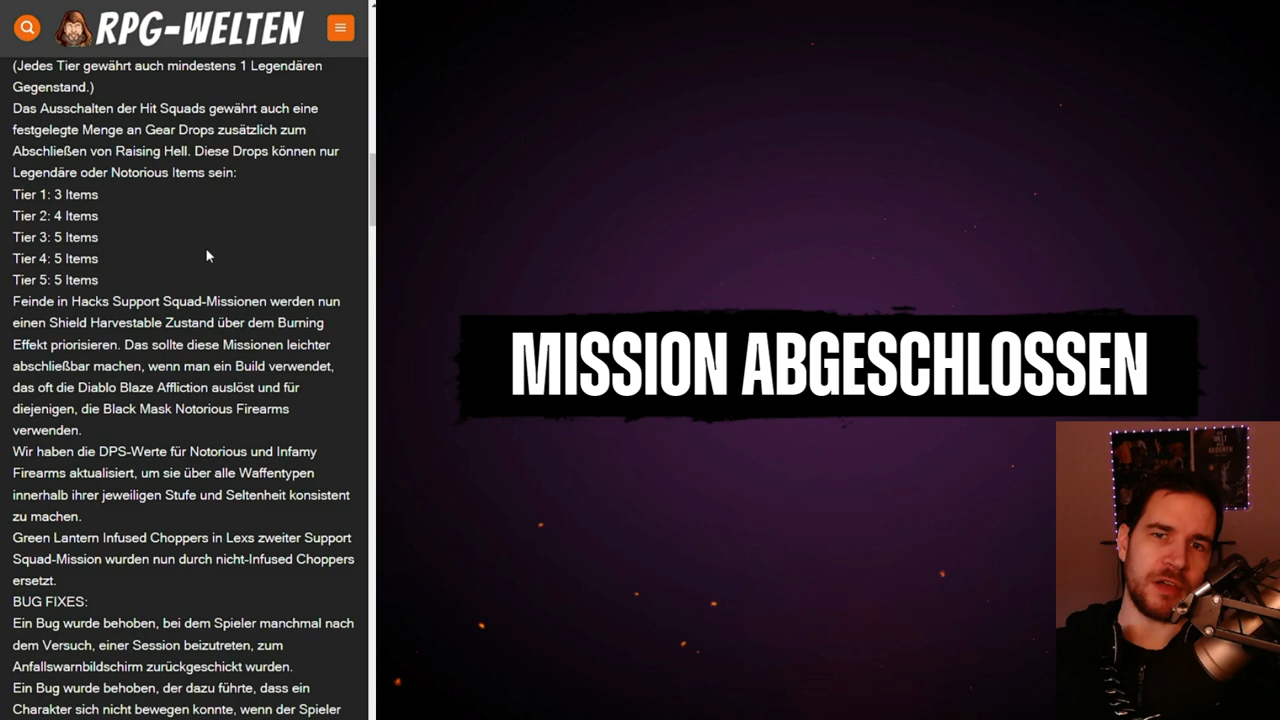 RPG-WELTEN
(Jedes Tier gewährt auch mindestens 1 Legendären
Gegenstand.)
Das Ausschalten der Hit Squads gewährt auch eine
festgelegte Menge an Gear Drops zusätzlich zum
Abschließen von Raising Hell. Diese Drops können nur
Legendäre oder Notorious Items sein:
Tier 1: 3 Items
Tier 2: 4 Items
Tier 3: 5 Items
Tier 4: 5 Items
Tier 5: 5 Items
Feinde in Hacks Support Squad-Missionen werden nun
einen Shield Harvestable Zustand über dem Burning
Effekt priorisieren. Das sollte diese Missionen leichter
abschließbar machen, wenn man ein Build verwendet,
das oft die Diablo Blaze Affliction auslöst und für
diejenigen, die Black Mask Notorious Firearms
verwenden.
Wir haben die DPS-Werte für Notorious und Infamy
Firearms aktualisiert, um sie über alle Waffentypen
innerhalb ihrer jeweiligen Stufe und Seltenheit konsistent
zu machen.
Green Lantern Infused Choppers in Lexs zweiter Support
Squad-Mission wurden nun durch nicht-Infused Choppers
ersetzt.
BUG FIXES:
Ein Bug wurde behoben, bei dem Spieler manchmal nach
dem Versuch, einer Session beizutreten, zum
Anfallswarnbildschirm zurückgeschickt wurden.
Ein Bug wurde behoben, der dazu führte, dass ein
Charakter sich nicht bewegen konnte, wenn der Spieler
MISSION ABGESCHLOSSEN